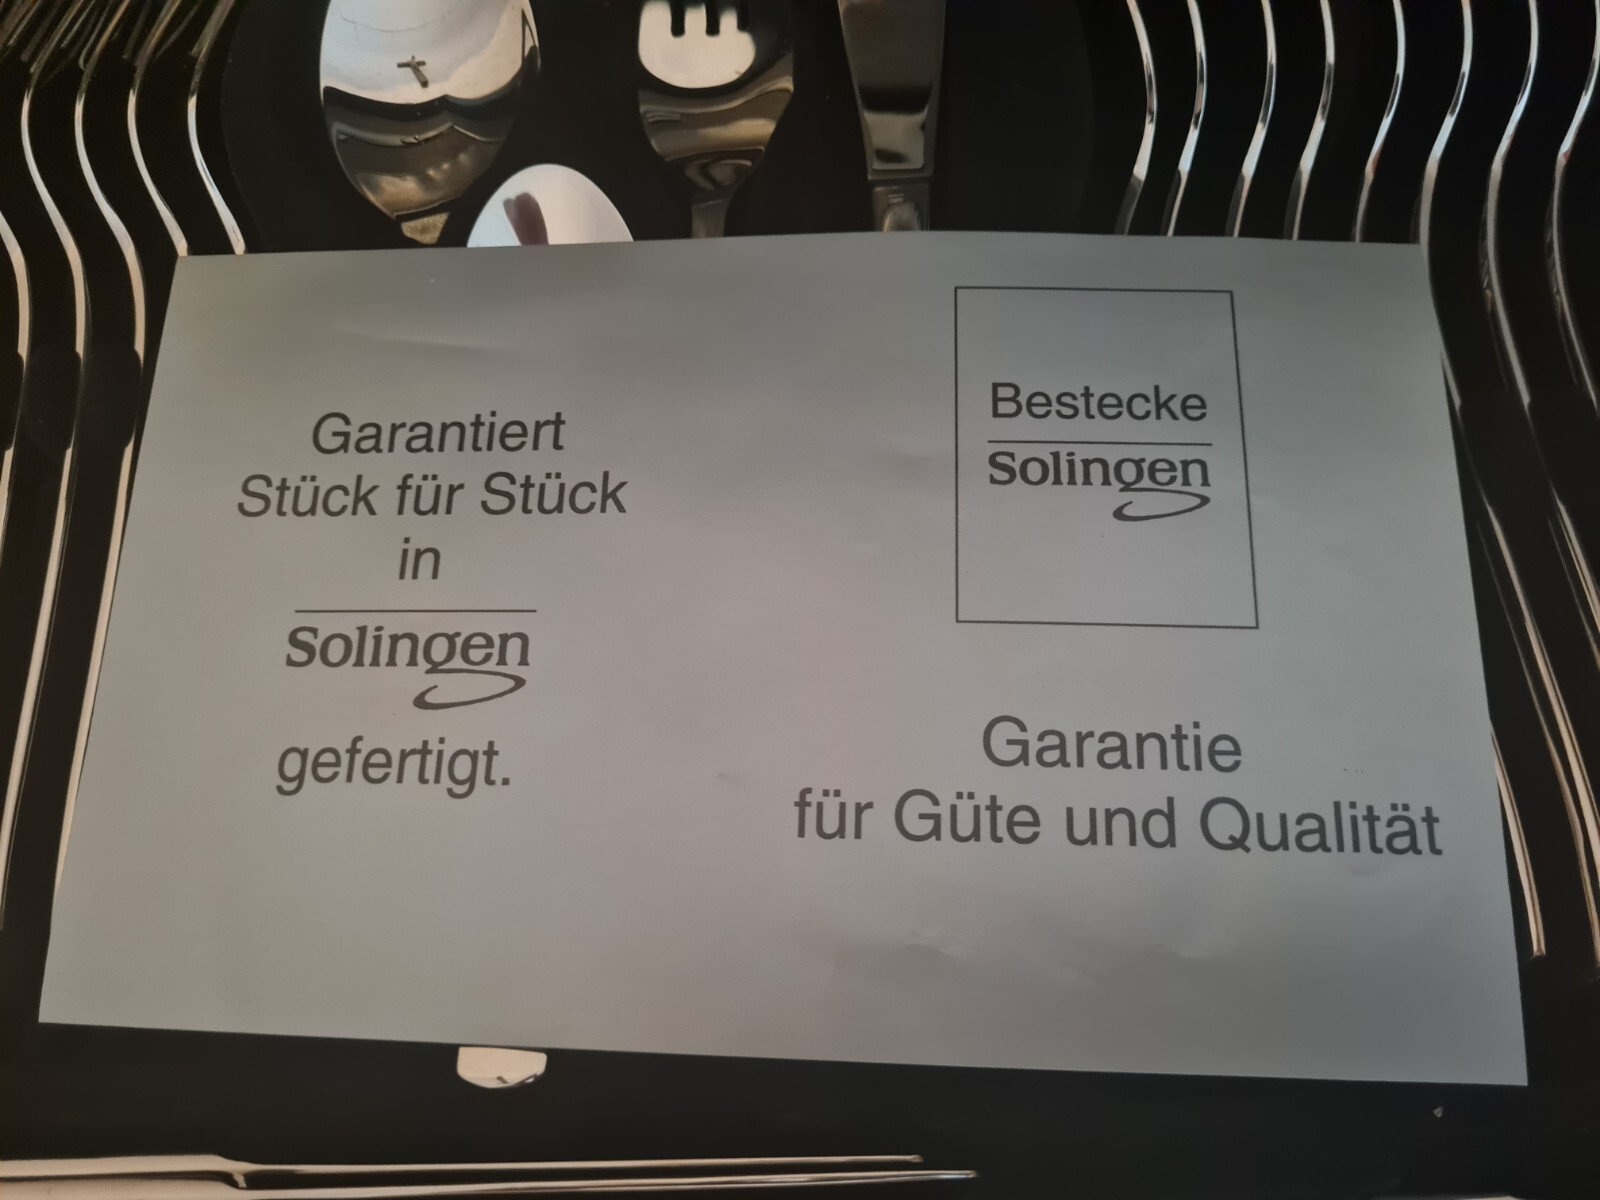 Garantiert
Stück für Stück
in
Solingen
gefertigt.
Bestecke
Solingen
Garantie
für Güte und Qualität